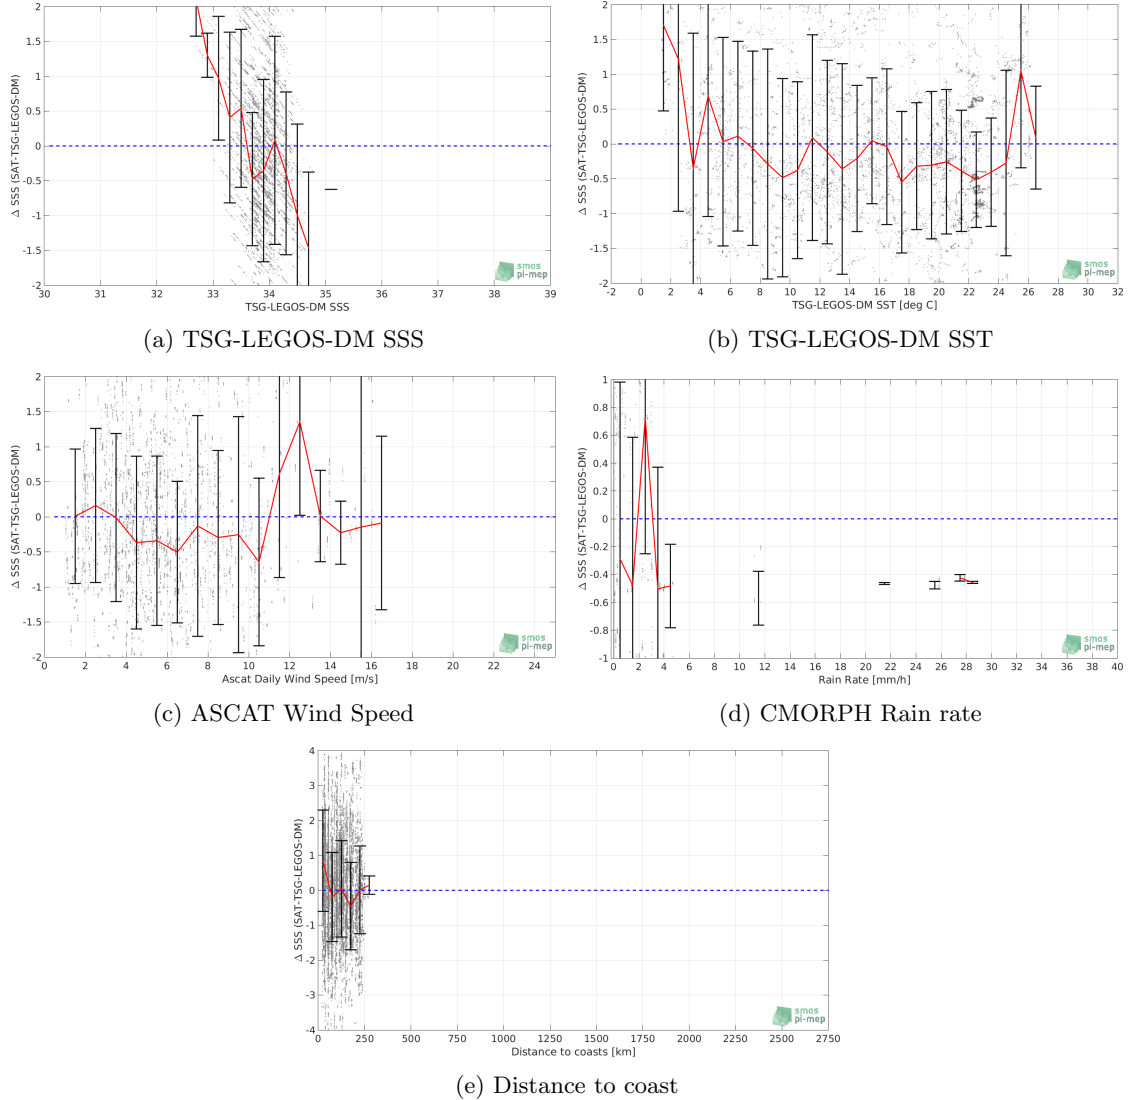 2
1.5
1
0.5
0
-0.5
-1
-1.5
-2
Δ SSS (SAT-TSG-LEGOS-DM)
30 31 32 33 34 35 36 37 38 39
TSG-LEGOS-DM SSS
smos
pi-mep
(a) TSG-LEGOS-DM SSS
2
1.5
1
0.5
0
-0.5
-1
-1.5
-2
Δ SSS (SAT-TSG-LEGOS-DM)
-2 0 2 4 6 8 10 12 14 16 18 20 22 24 26 28 30 32
TSG-LEGOS-DM SST [deg C]
smos
pi-mep
(b) TSG-LEGOS-DM SST
2
1.5
1
0.5
0
-0.5
-1
-1.5
-2
Δ SSS (SAT-TSG-LEGOS-DM)
0 2 4 6 8 10 12 14 16 18 20 22 24
Ascat Daily Wind Speed [m/s]
smos
pi-mep
(c) ASCAT Wind Speed
1
0.8
0.6
0.4
0.2
0
-0.2
-0.4
-0.6
-0.8
-1
Δ SSS (SAT-TSG-LEGOS-DM)
0 2 4 6 8 10 12 14 16 18 20 22 24 26 28 30 32 34 36 38 40
Rain Rate [mm/h]
smos
pi-mep
(d) CMORPH Rain rate
4
3
2
1
0
-1
-2
-3
-4
Δ SSS (SAT-TSG-LEGOS-DM)
0 250 500 750 1000 1250 1500 1750 2000 2250 2500 2750
Distance to coasts [km]
smos
pi-mep
(e) Distance to coast